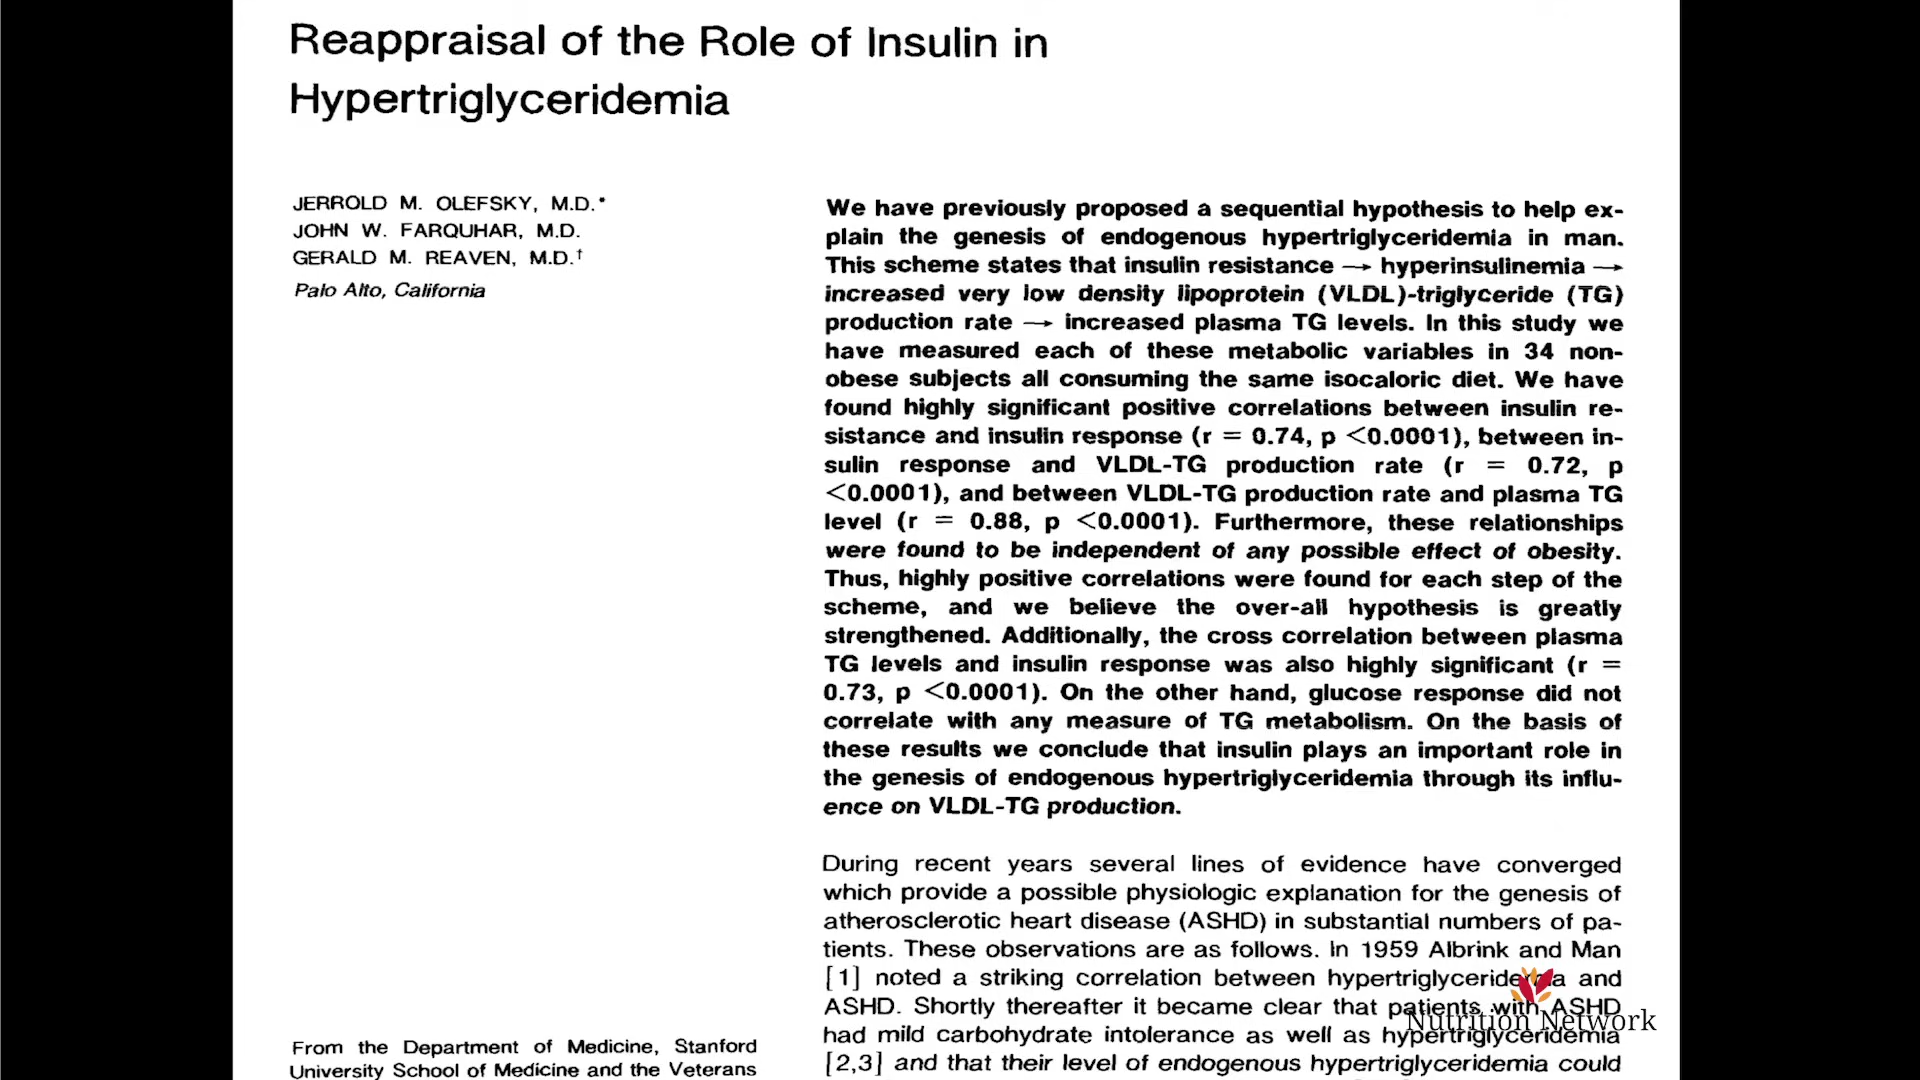 Reappraisal of the Role of Insulin in
Hypertriglyceridemia
JERROLD M. OLEFSKY, M.D.*
JOHN W. FARQUHAR, M.D.
GERALD M. REAVEN, M.D.†
Palo Alto, California
We have previously proposed a sequential hypothesis to help ex-
plain the genesis of endogenous hypertriglyceridemia in man.
This scheme states that insulin resistance → hyperinsulinemia →
increased very low density lipoprotein (VLDL)-triglyceride (TG)
production rate → increased plasma TG levels. In this study we
have measured each of these metabolic variables in 34 non-
obese subjects all consuming the same isocaloric diet. We have
found highly significant positive correlations between insulin re-
sistance and insulin response (r = 0.74, p <0.0001), between in-
sulin response and VLDL-TG production rate (r = 0.72, p
<0.0001), and between VLDL-TG production rate and plasma TG
level (r = 0.88, p <0.0001). Furthermore, these relationships
were found to be independent of any possible effect of obesity.
Thus, highly positive correlations were found for each step of the
scheme, and we believe the over-all hypothesis is greatly
strengthened. Additionally, the cross correlation between plasma
TG levels and insulin response was also highly significant (r =
0.73, p <0.0001). On the other hand, glucose response did not
correlate with any measure of TG metabolism. On the basis of
these results we conclude that insulin plays an important role in
the genesis of endogenous hypertriglyceridemia through its influ-
ence on VLDL-TG production.
During recent years several lines of evidence have converged
which provide a possible physiologic explanation for the genesis of
atherosclerotic heart disease (ASHD) in substantial numbers of pa-
tients. These observations are as follows. In 1959 Albrink and Man
[1] noted a striking correlation between hypertriglyceridemia and
ASHD. Shortly thereafter it became clear that patients with ASHD
had mild carbohydrate intolerance as well as hypertriglyceridemia
[2,3] and that their level of endogenous hypertriglyceridemia could
From the Department of Medicine, Stanford
University School of Medicine and the Veterans
Nutrition Network